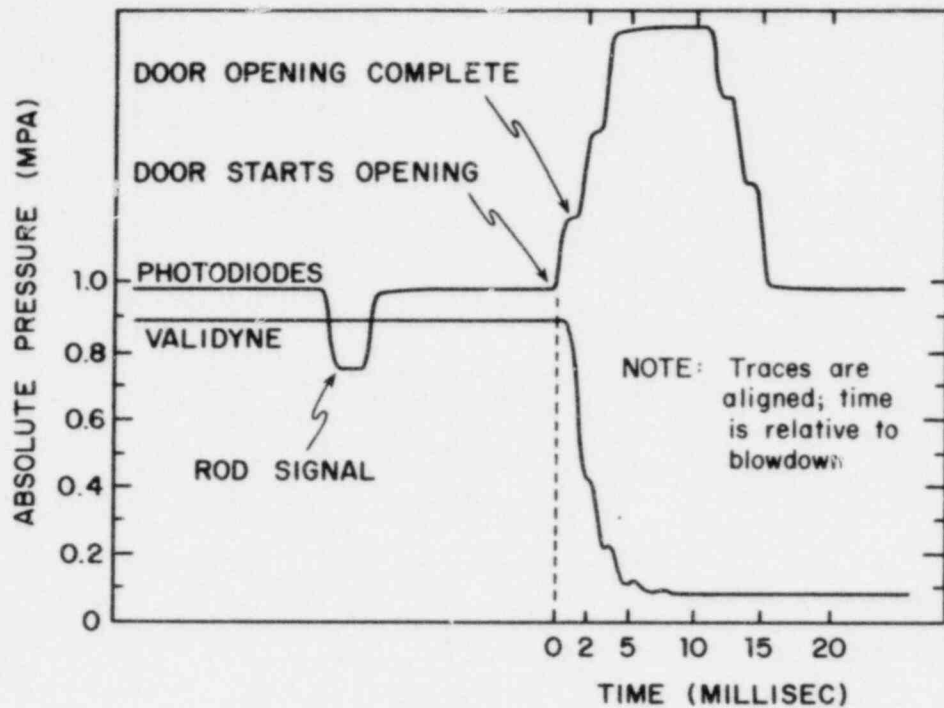 DOOR OPENING COMPLETE
DOOR STARTS OPENING
ABSOLUTE PRESSURE (MPA)
1.0
0.8
0.6
0.4
0.2
0
PHOTODIODES
VALIDYNE
ROD SIGNAL
NOTE: Traces are
aligned; time
is relative to
blowdown
0 2 5 10 15 20
TIME (MILLISEC)